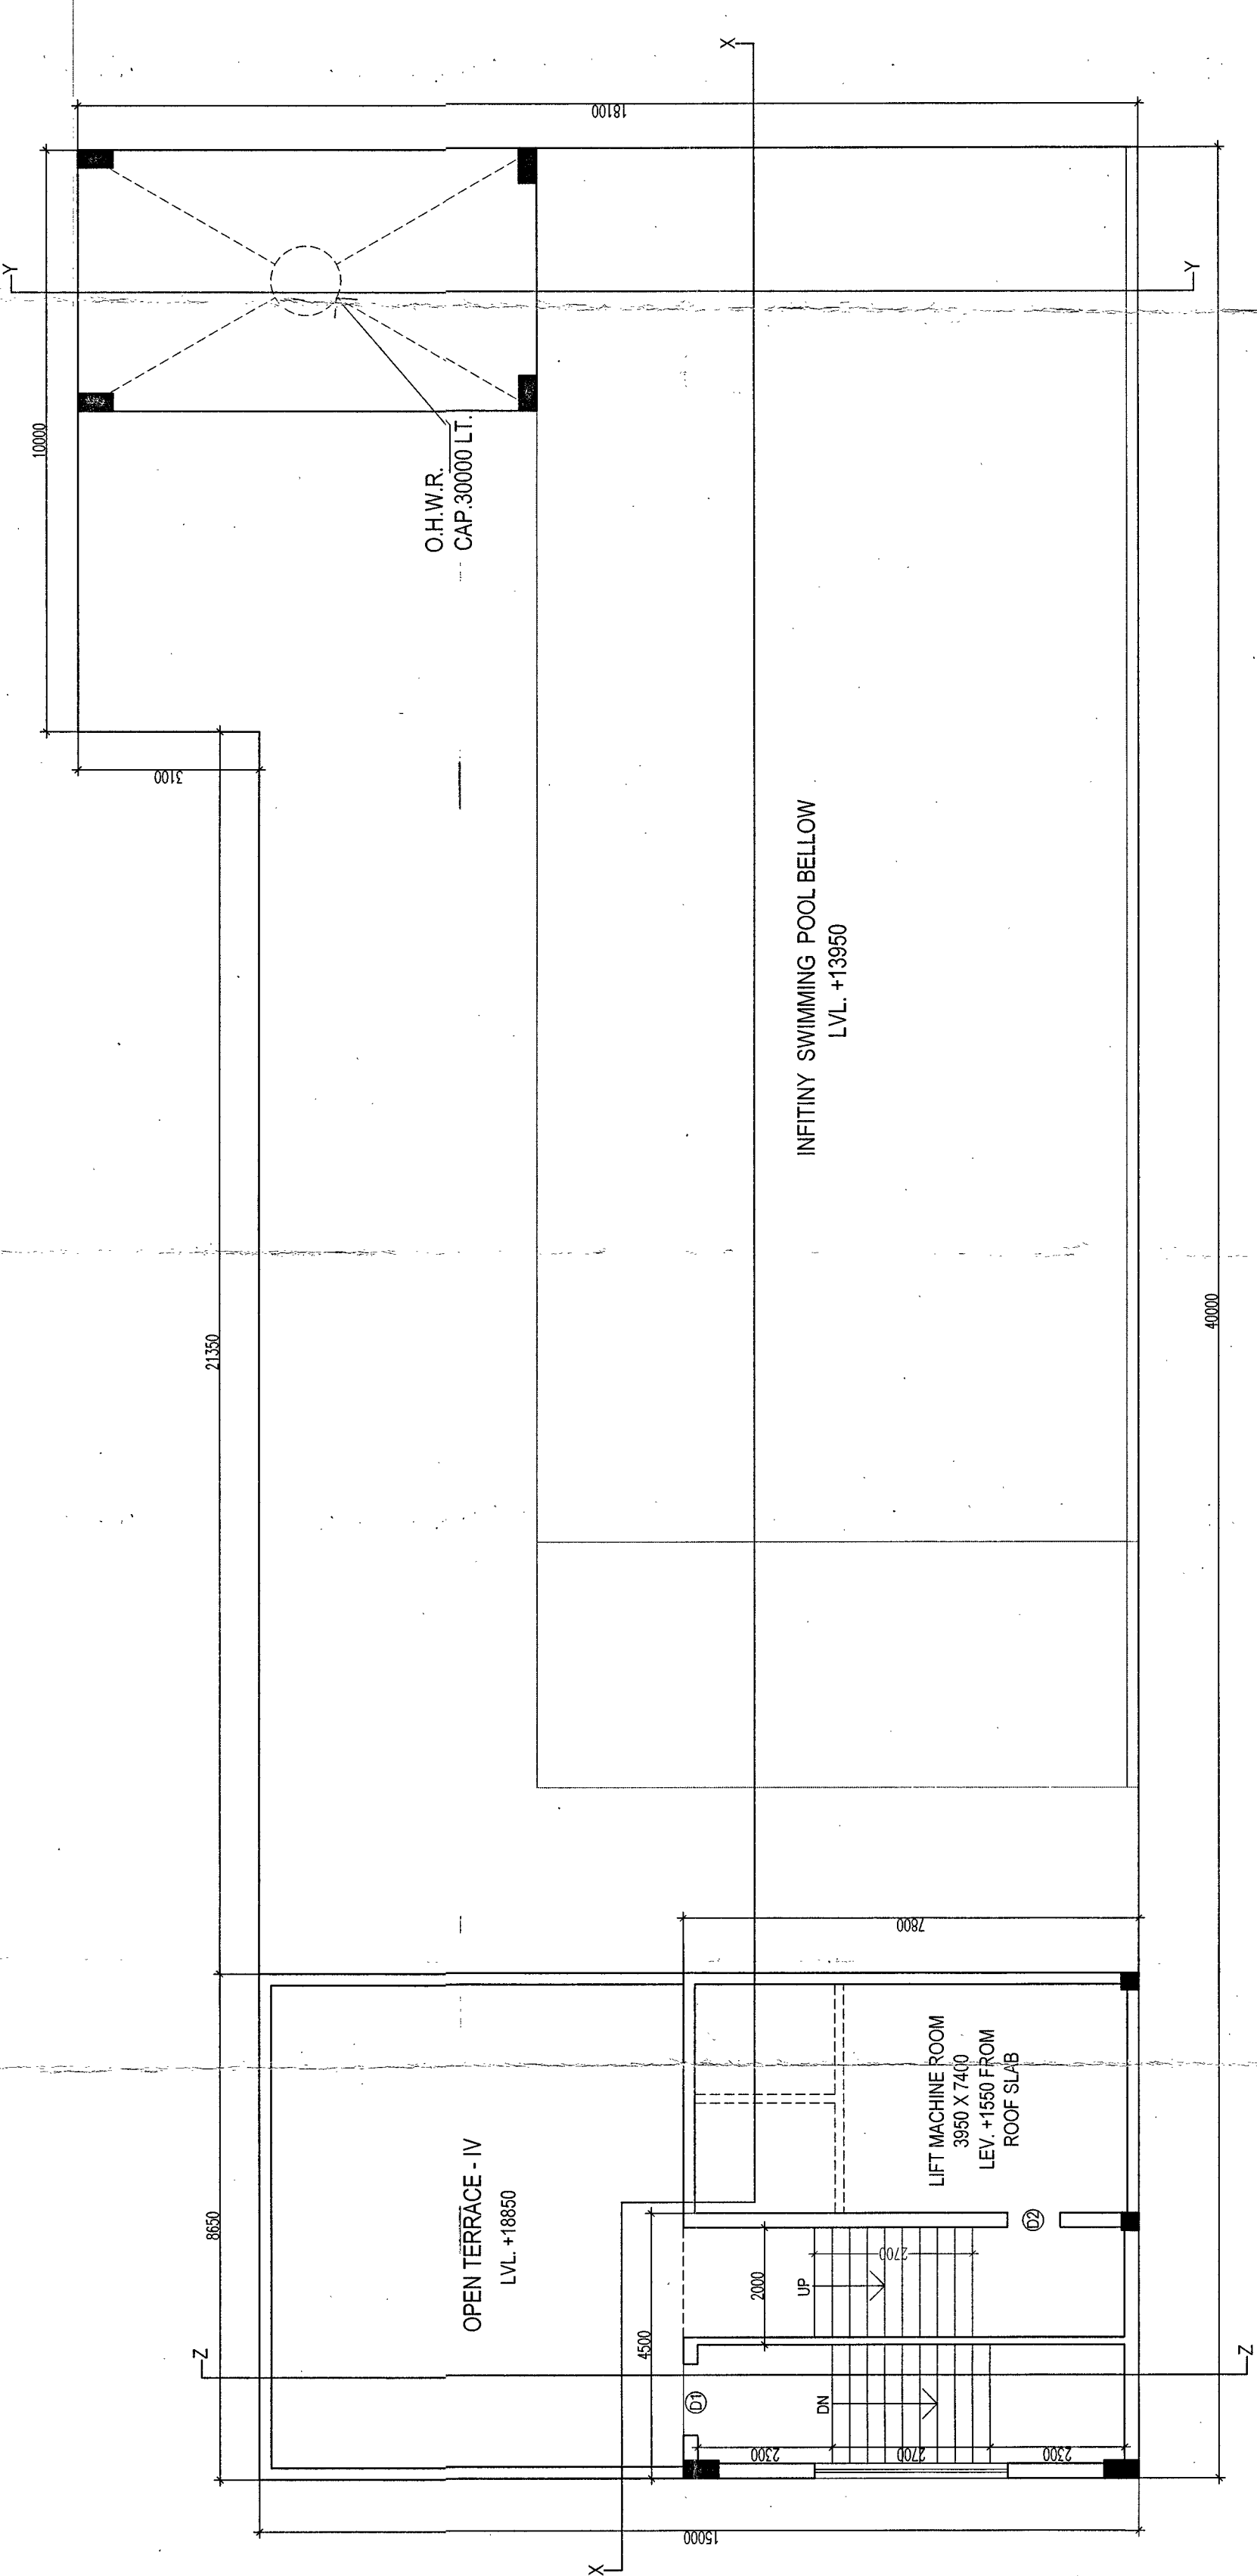 X
X
Y
Y
Z
Z
18100
10000
3100
21350
40000
8650
15000
7800
4500
2000
2700
2300
2700
2300
O.H.W.R.
CAP.30000 LT.
INFITINY SWIMMING POOL BELLOW
LVL. +13950
OPEN TERRACE - IV
LVL. +18850
LIFT MACHINE ROOM
3950 X 7400
LEV. +1550 FROM
ROOF SLAB
UP
DN
D1
D2